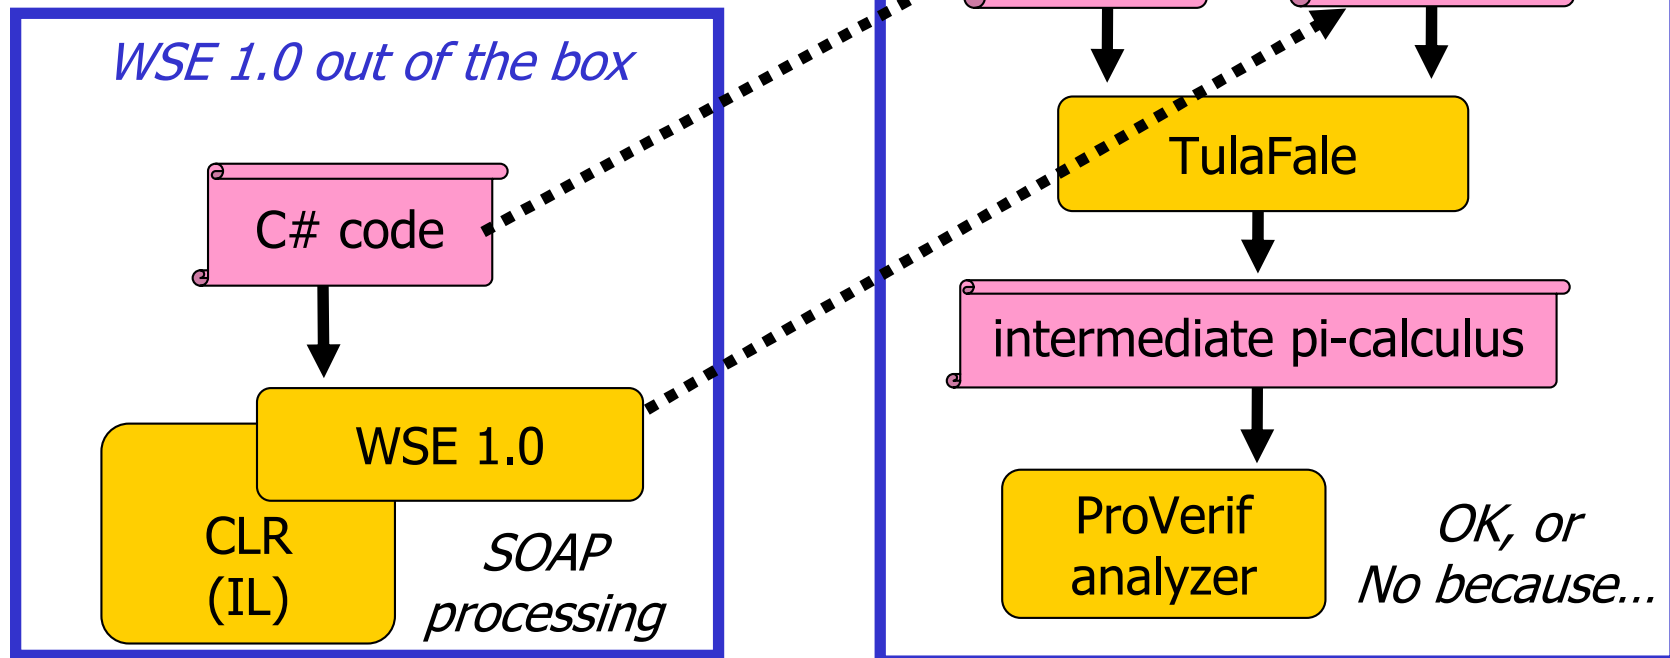 WSE 1.0 out of the box
C# code
WSE 1.0
CLR
(IL)
SOAP
processing
TulaFale
intermediate pi-calculus
ProVerif
analyzer
OK, or
No because...